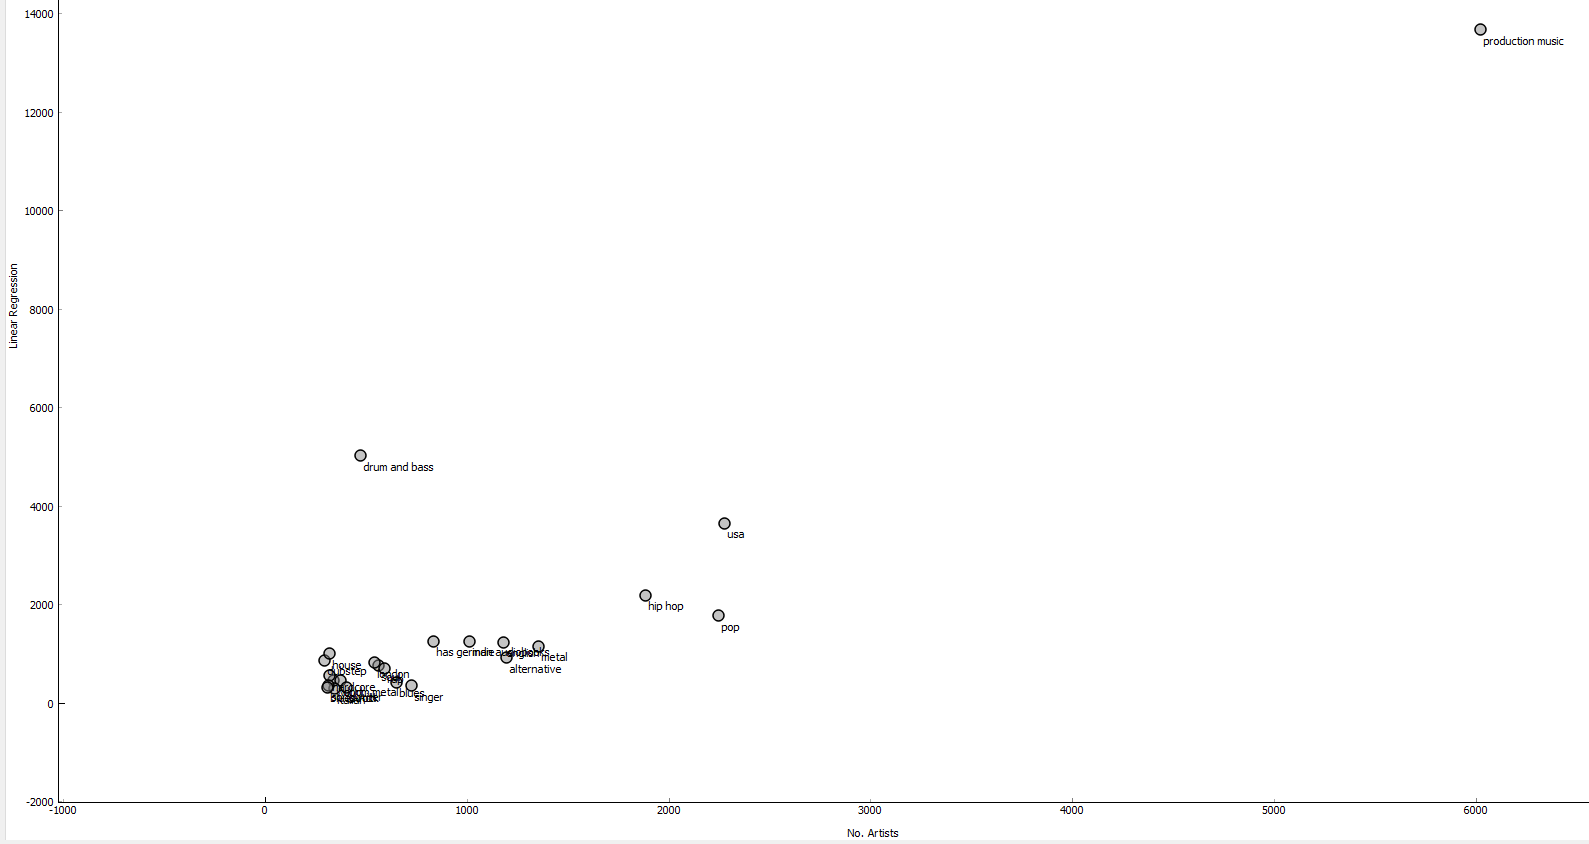 14000
production music
12000
10000
Linear Regression
8000
6000
drum and bass
4000
usa
2000
hip hop
pop
has german audiobooks
metal
house
alternative
dubstep
london
blues
singer
0
-2000
-1000
0
1000
2000
3000
4000
5000
6000
No. Artists